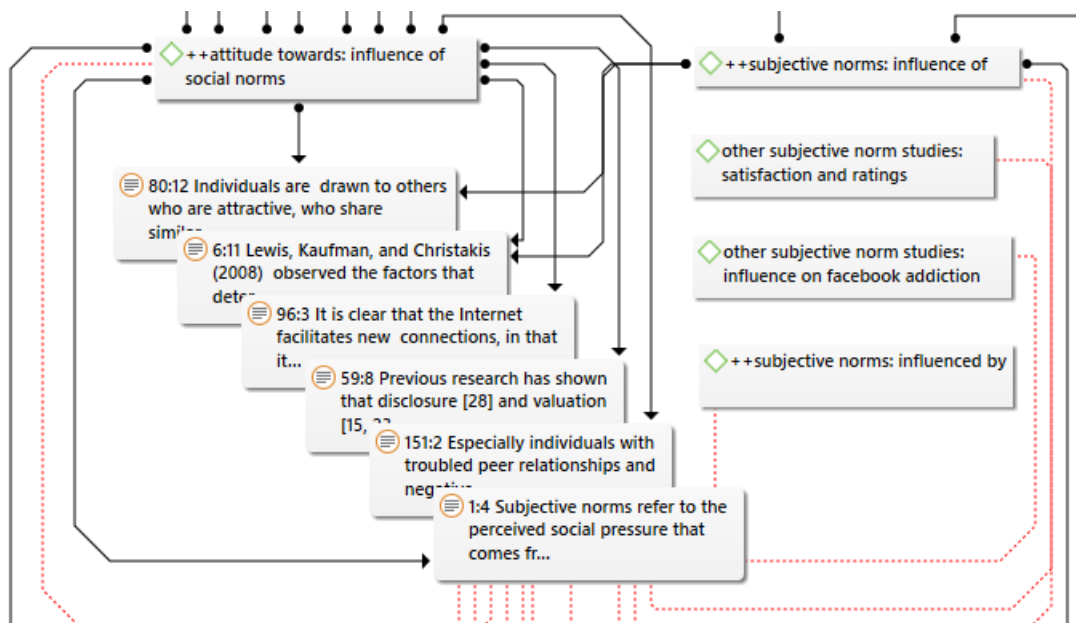 ++attitude towards: influence of
social norms
++subjective norms: influence of
other subjective norm studies:
satisfaction and ratings
80:12 Individuals are drawn to others
who are attractive, who share
6:11 Lewis, Kaufman, and Christakis
(2008) observed the factors that
other subjective norm studies:
influence on facebook addiction
96:3 It is clear that the Internet
facilitates new connections, in that
it...
++subjective norms: influenced by
59:8 Previous research has shown
that disclosure [28] and valuation
[15,
151:2 Especially individuals with
troubled peer relationships and
1:4 Subjective norms refer to the
perceived social pressure that
comes fr...